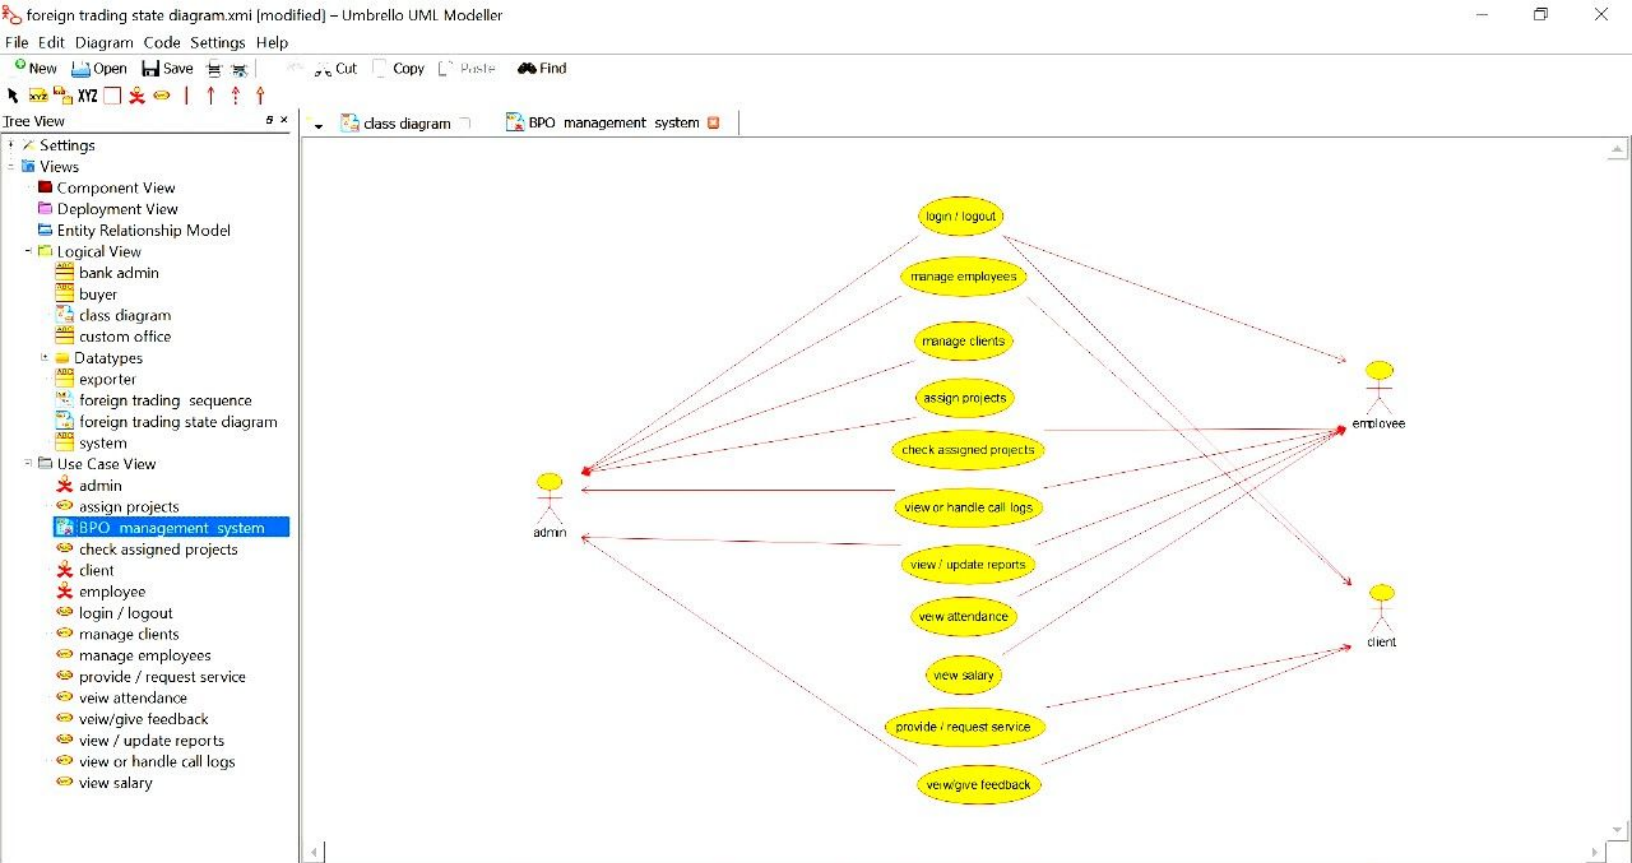 foreign trading state diagram.xmi [modified] – Umbrello UML Modeller
File Edit Diagram Code Settings Help
New Open Save Cut Copy Paste Find
XYZ XYZ
Tree View
class diagram
BPO management system
Settings
Views
Component View
Deployment View
Entity Relationship Model
Logical View
bank admin
buyer
class diagram
custom office
Datatypes
exporter
foreign trading sequence
foreign trading state diagram
system
Use Case View
admin
assign projects
BPO management system
check assigned projects
client
employee
login / logout
manage clients
manage employees
provide / request service
veiw attendance
veiw/give feedback
view / update reports
view or handle call logs
view salary
login / logout
manage employees
manage clients
assign projects
check assigned projects
view or handle call logs
view / update reports
veiw attendance
view salary
provide / request service
veiw/give feedback
admin
employee
client